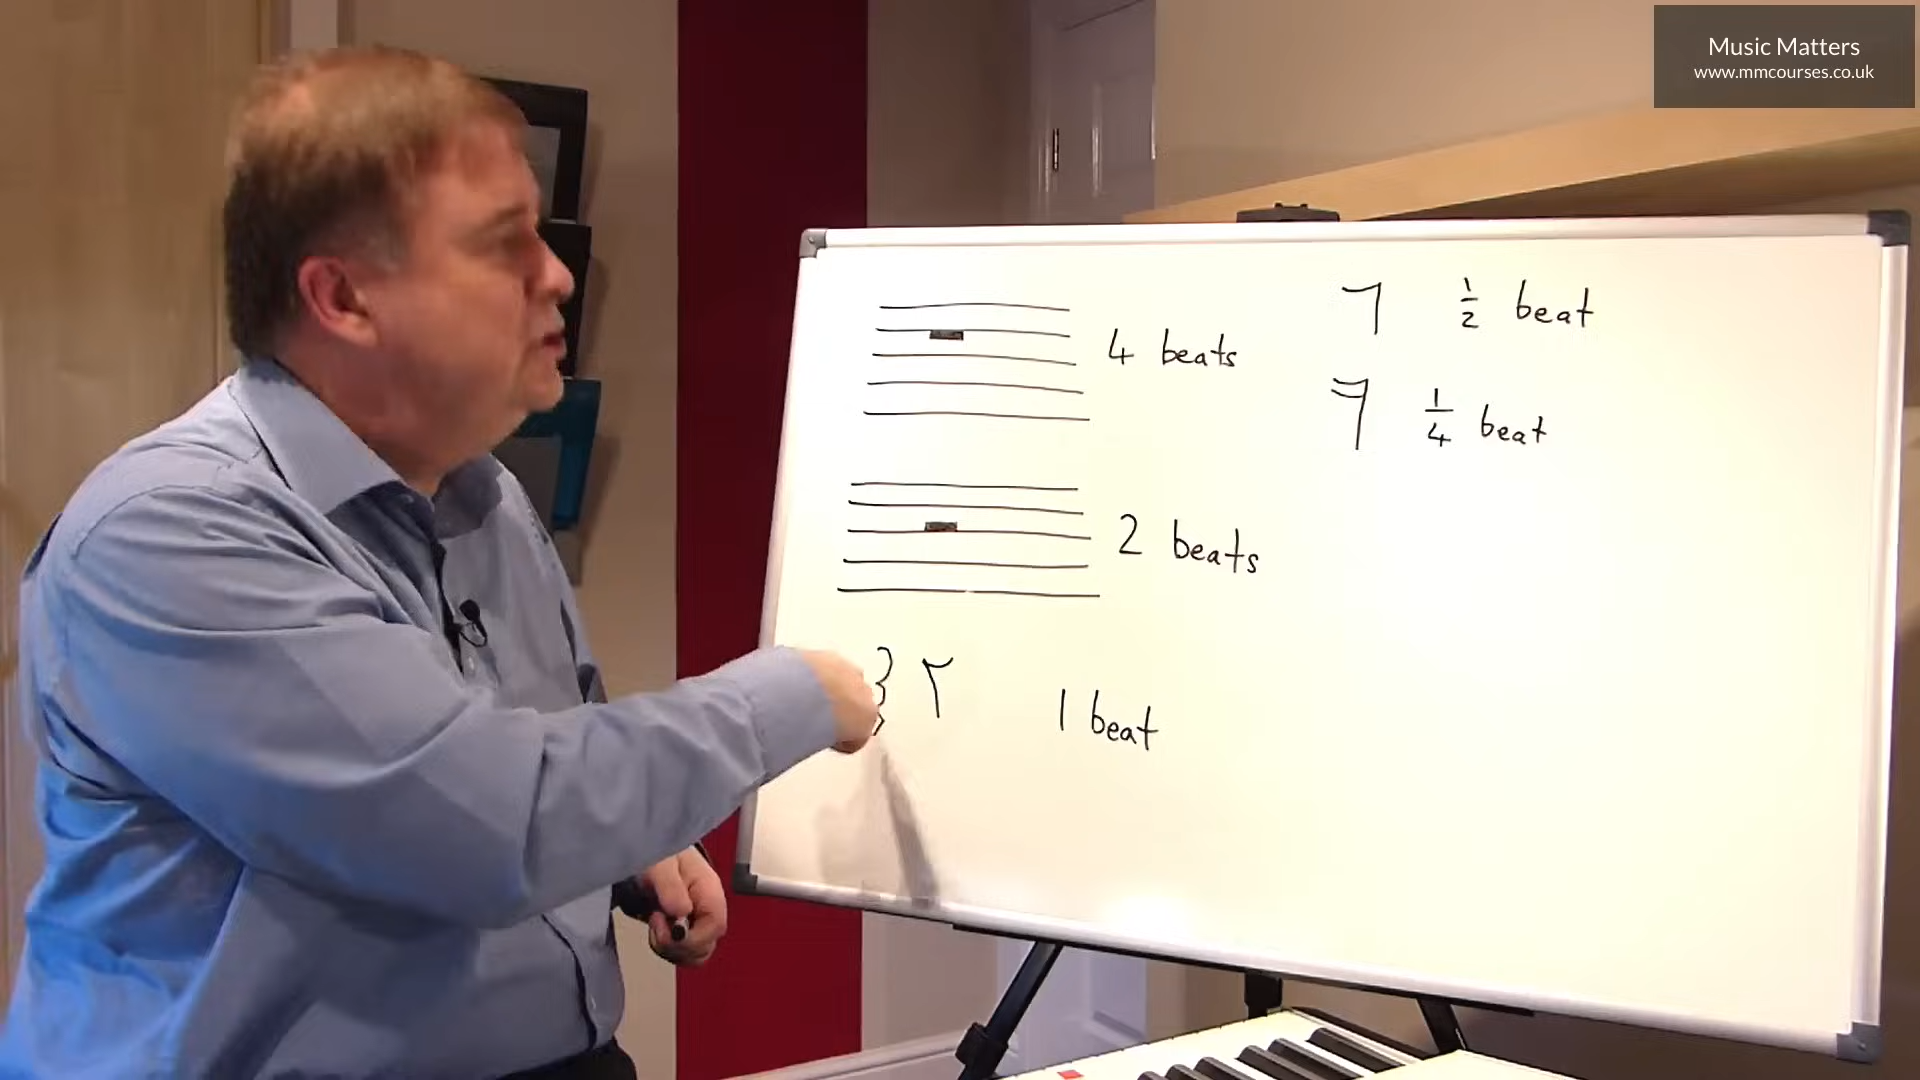 Music Matters
www.mmcourses.co.uk
4 beats
2 beats
1 beat
1/2 beat
1/4 beat